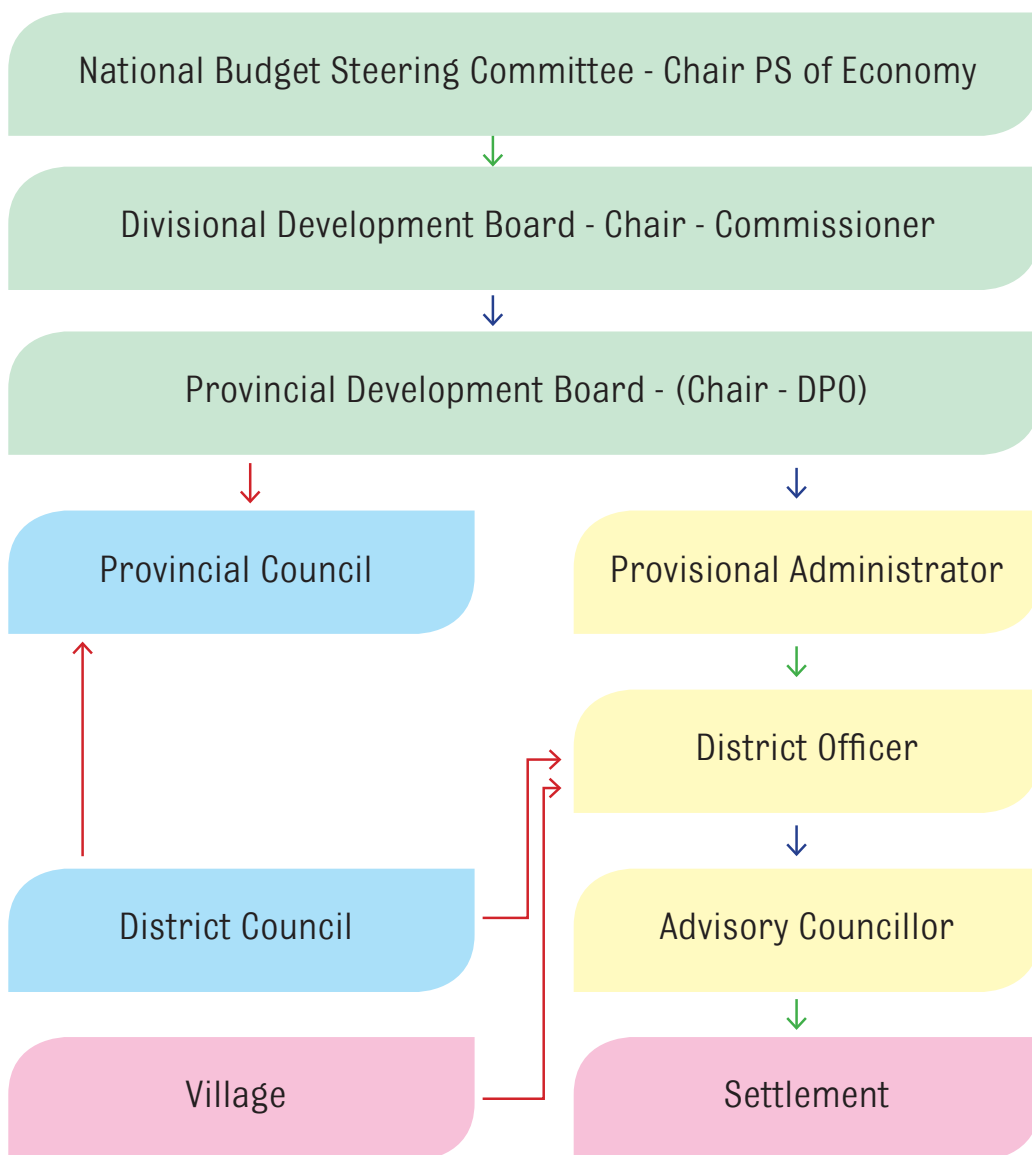 National Budget Steering Committee - Chair PS of Economy
Divisional Development Board - Chair - Commissioner
Provincial Development Board - (Chair - DPO)
Provincial Council
Provisional Administrator
District Officer
District Council
Advisory Councillor
Village
Settlement